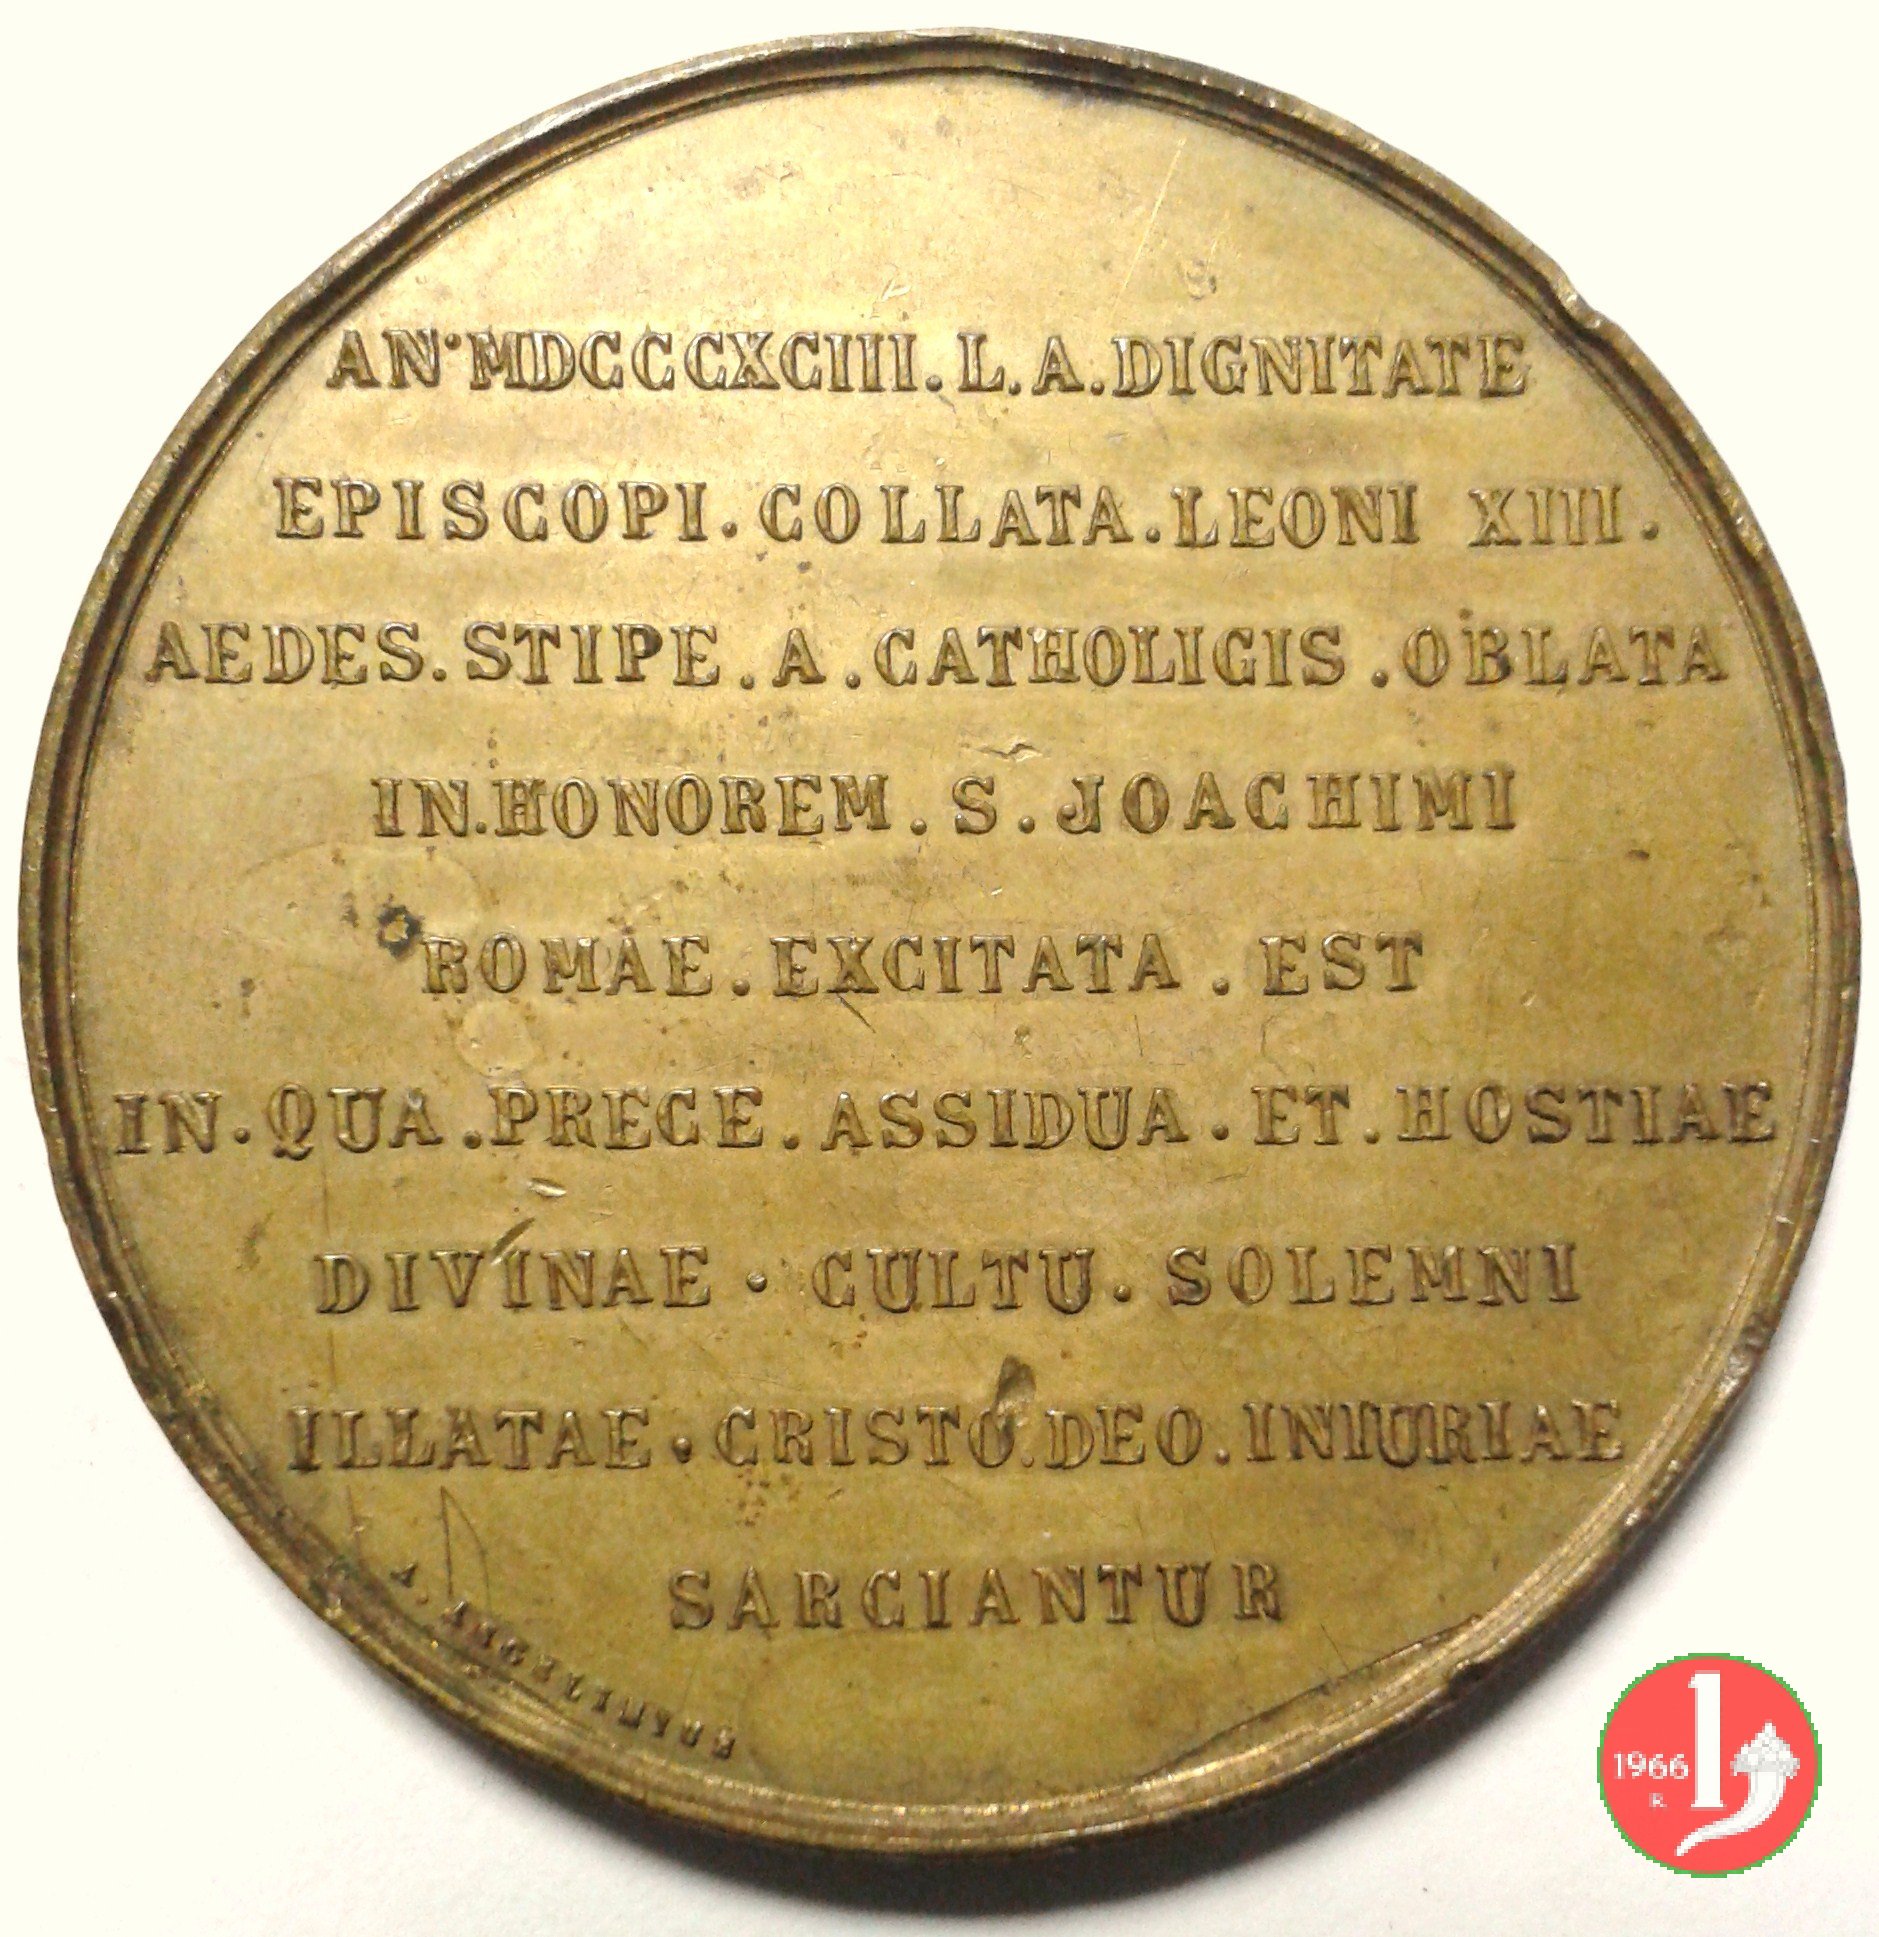 AN·MDCCCXCIII.L.A.DIGNITATE
EPISCOPI.COLLATA.LEONI XIII.
AEDES.STIPE.A.CATHOLICIS.OBLATA
IN.HONOREM.S.JOACHIMI
ROMAE.EXCITATA.EST
IN.QUA.PRECE.ASSIDUA.ET.HOSTIAE
DIVINAE·CULTU.SOLEMNI
ILLATAE.CRISTO.DEO.INIURIAE
SARCIANTUR
A. ANGELINVS
1966 L
R